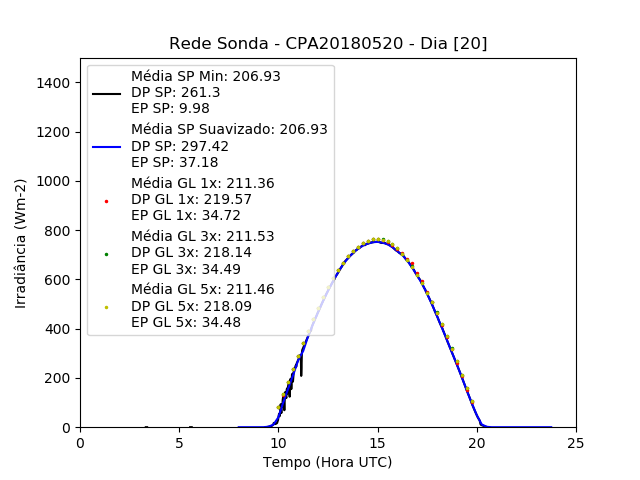 Rede Sonda - CPA20180520 - Dia [20]
Irradiância (Wm-2)
1400
1200
1000
800
600
400
200
0
Média SP Min: 206.93
DP SP: 261.3
EP SP: 9.98
Média SP Suavizado: 206.93
DP SP: 297.42
EP SP: 37.18
Média GL 1x: 211.36
DP GL 1x: 219.57
EP GL 1x: 34.72
Média GL 3x: 211.53
DP GL 3x: 218.14
EP GL 3x: 34.49
Média GL 5x: 211.46
DP GL 5x: 218.09
EP GL 5x: 34.48
0 5 10 15 20 25
Tempo (Hora UTC)